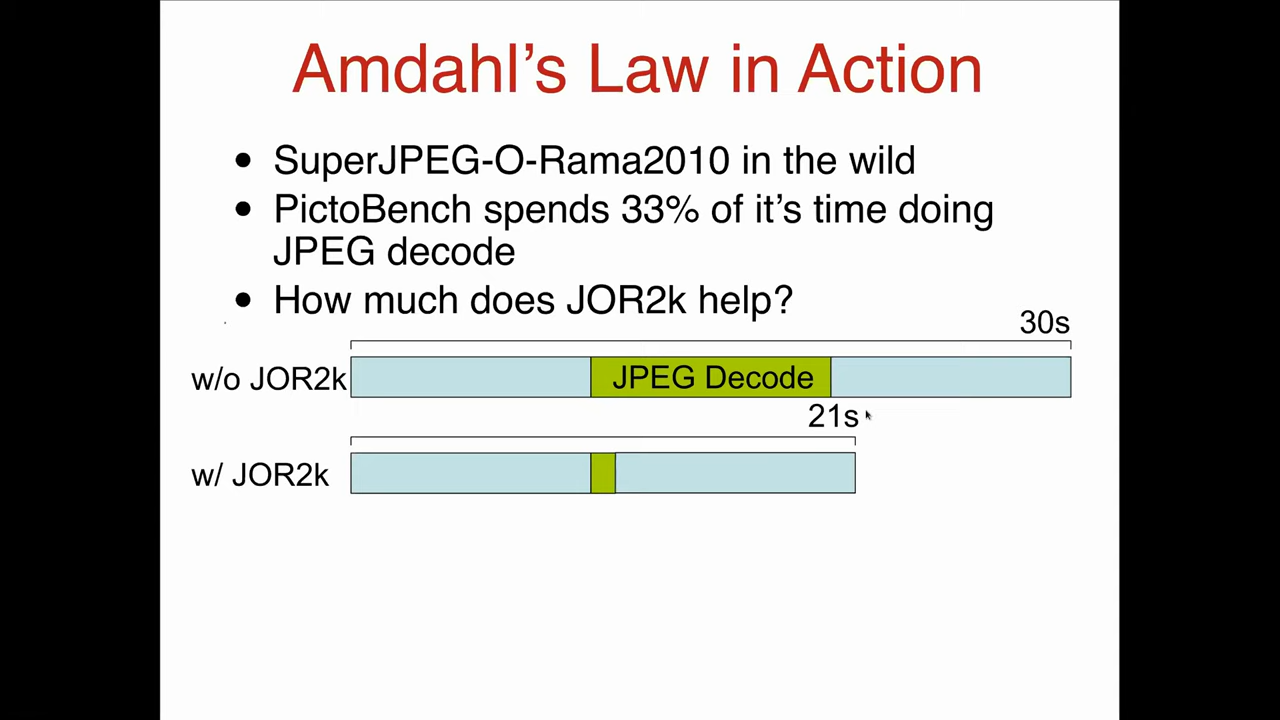 Amdahl's Law in Action
• SuperJPEG-O-Rama2010 in the wild
• PictoBench spends 33% of it's time doing
JPEG decode
• How much does JOR2k help?
30s
w/o JOR2k JPEG Decode
21s
w/ JOR2k